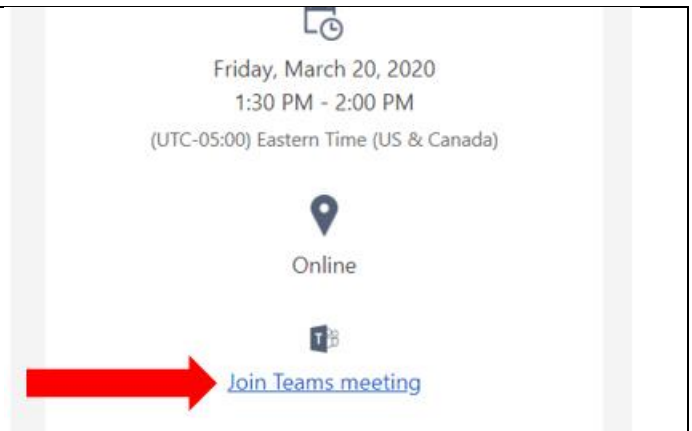 Friday, March 20, 2020
1:30 PM - 2:00 PM
(UTC-05:00) Eastern Time (US & Canada)
Online
T
Join Teams meeting